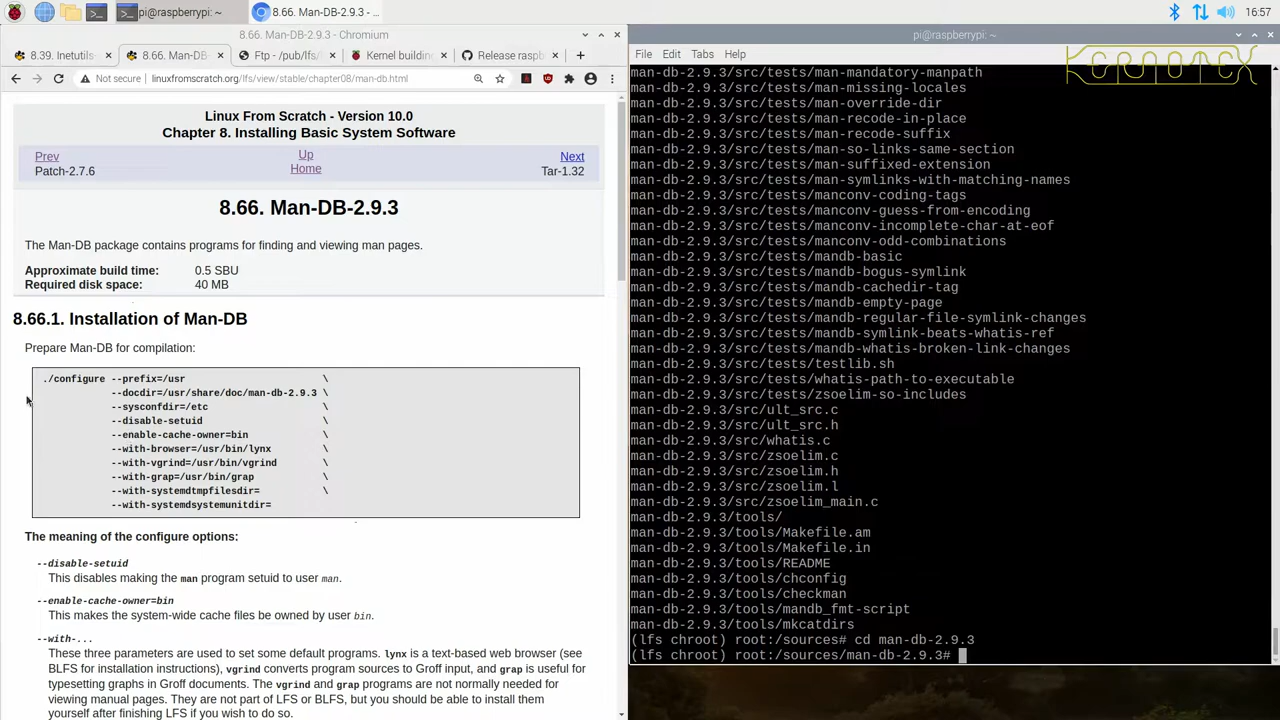 pi@raspberrypi: ~
8.66. Man-DB-2.9.3 - ...
16:57
8.66. Man-DB-2.9.3 - Chromium
8.39. Inetutils-
8.66. Man-DB-
Ftp - pub/lfs/
Kernel building
Release raspb
Not secure | linuxfromscratch.org/lfs/view/stable/chapter08/man-db.html
Linux From Scratch - Version 10.0
Chapter 8. Installing Basic System Software
Prev
Up
Next
Patch-2.7.6
Home
Tar-1.32
8.66. Man-DB-2.9.3
The Man-DB package contains programs for finding and viewing man pages.
Approximate build time: 0.5 SBU
Required disk space: 40 MB
8.66.1. Installation of Man-DB
Prepare Man-DB for compilation:
./configure --prefix=/usr \
--docdir=/usr/share/doc/man-db-2.9.3 \
--sysconfdir=/etc \
--disable-setuid \
--enable-cache-owner=bin \
--with-browser=/usr/bin/lynx \
--with-vgrind=/usr/bin/vgrind \
--with-grap=/usr/bin/grap \
--with-systemdtmpfilesdir= \
--with-systemdsystemunitdir=
The meaning of the configure options:
--disable-setuid
This disables making the man program setuid to user man.
--enable-cache-owner=bin
This makes the system-wide cache files be owned by user bin.
--with-...
These three parameters are used to set some default programs. lynx is a text-based web browser (see
BLFS for installation instructions), vgrind converts program sources to Groff input, and grap is useful for
typesetting graphs in Groff documents. The vgrind and grap programs are not normally needed for
viewing manual pages. They are not part of LFS or BLFS, but you should be able to install them
yourself after finishing LFS if you wish to do so.
pi@raspberrypi: ~
File Edit Tabs Help
KERNOTEX
man-db-2.9.3/src/tests/man-mandatory-manpath
man-db-2.9.3/src/tests/man-missing-locales
man-db-2.9.3/src/tests/man-override-dir
man-db-2.9.3/src/tests/man-recode-in-place
man-db-2.9.3/src/tests/man-recode-suffix
man-db-2.9.3/src/tests/man-so-links-same-section
man-db-2.9.3/src/tests/man-suffixed-extension
man-db-2.9.3/src/tests/man-symlinks-with-matching-names
man-db-2.9.3/src/tests/manconv-coding-tags
man-db-2.9.3/src/tests/manconv-guess-from-encoding
man-db-2.9.3/src/tests/manconv-incomplete-char-at-eof
man-db-2.9.3/src/tests/manconv-odd-combinations
man-db-2.9.3/src/tests/mandb-basic
man-db-2.9.3/src/tests/mandb-bogus-symlink
man-db-2.9.3/src/tests/mandb-cachedir-tag
man-db-2.9.3/src/tests/mandb-empty-page
man-db-2.9.3/src/tests/mandb-regular-file-symlink-changes
man-db-2.9.3/src/tests/mandb-symlink-beats-whatis-ref
man-db-2.9.3/src/tests/mandb-whatis-broken-link-changes
man-db-2.9.3/src/tests/testlib.sh
man-db-2.9.3/src/tests/whatis-path-to-executable
man-db-2.9.3/src/tests/zsoelim-so-includes
man-db-2.9.3/src/ult_src.c
man-db-2.9.3/src/ult_src.h
man-db-2.9.3/src/whatis.c
man-db-2.9.3/src/zsoelim.c
man-db-2.9.3/src/zsoelim.h
man-db-2.9.3/src/zsoelim.l
man-db-2.9.3/src/zsoelim_main.c
man-db-2.9.3/tools/
man-db-2.9.3/tools/Makefile.am
man-db-2.9.3/tools/Makefile.in
man-db-2.9.3/tools/README
man-db-2.9.3/tools/chconfig
man-db-2.9.3/tools/checkman
man-db-2.9.3/tools/mandb_fmt-script
man-db-2.9.3/tools/mkcatdirs
(lfs chroot) root:/sources# cd man-db-2.9.3
(lfs chroot) root:/sources/man-db-2.9.3#